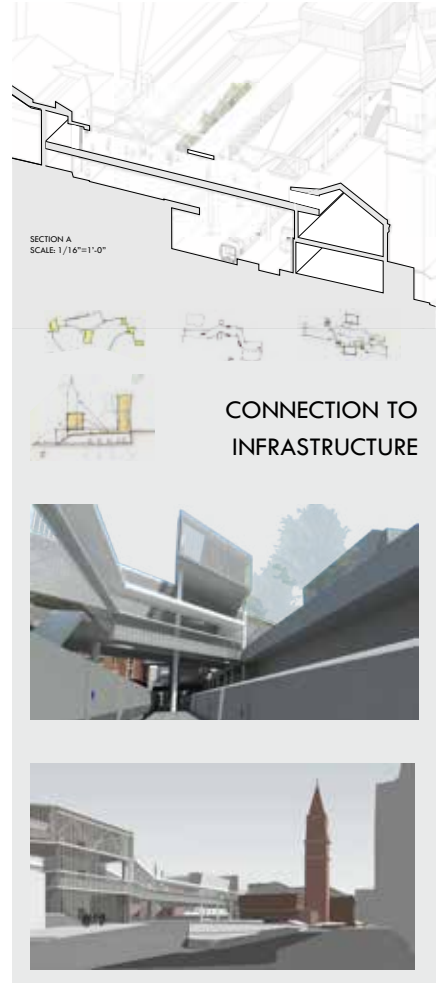 SECTION A
SCALE: 1/16"=1'-0"
CONNECTION TO
INFRASTRUCTURE